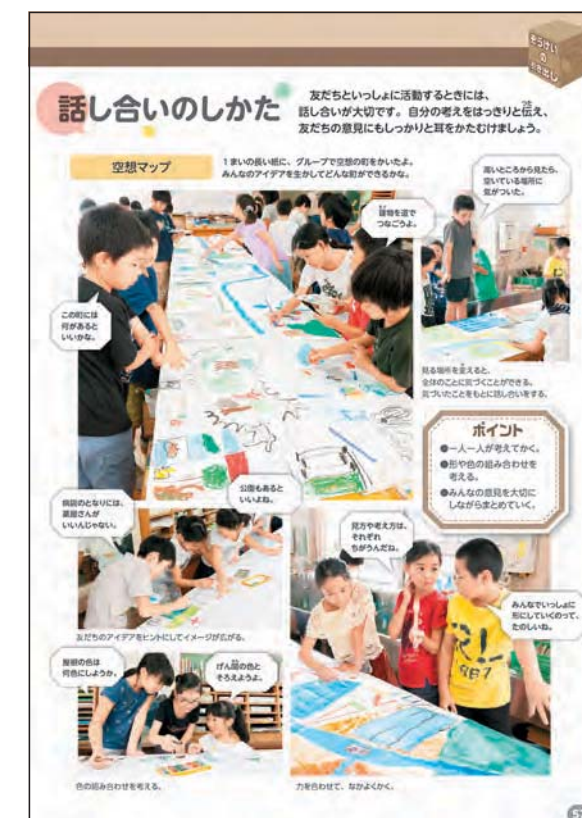 ぞうけい
の
引き出し
話し合いのしかた
友だちといっしょに活動するときには、
話し合いが大切です。自分の考えをはっきりと伝え、
友だちの意見にもしっかりと耳をかたむけましょう。
空想マップ
1まいの長い紙に、グループで空想の町をかいたよ。
みんなのアイデアを生かしてどんな町ができるかな。
高いところから見たら、
空いている場所に
気がついた。
建物を道で
つなごうよ。
この町には
何があると
いいかな。
見る場所を変えると、
全体のことに気づくことができる。
気づいたことをもとに話し合いをする。
ポイント
●一人一人が考えてかく。
●形や色の組み合わせを
考える。
●みんなの意見を大切に
しながらまとめていく。
公園もあると
いいよね。
病院のとなりには、
薬屋さんが
いいんじゃない。
友だちのアイデアをヒントにしてイメージが広がる。
見方や考え方は、
それぞれ
ちがうんだね。
みんなでいっしょに
形にしていくのって、
たのしいね。
屋根の色は
何色にしようか。
げん関の色と
そろえようよ。
色の組み合わせを考える。
力を合わせて、なかよくかく。